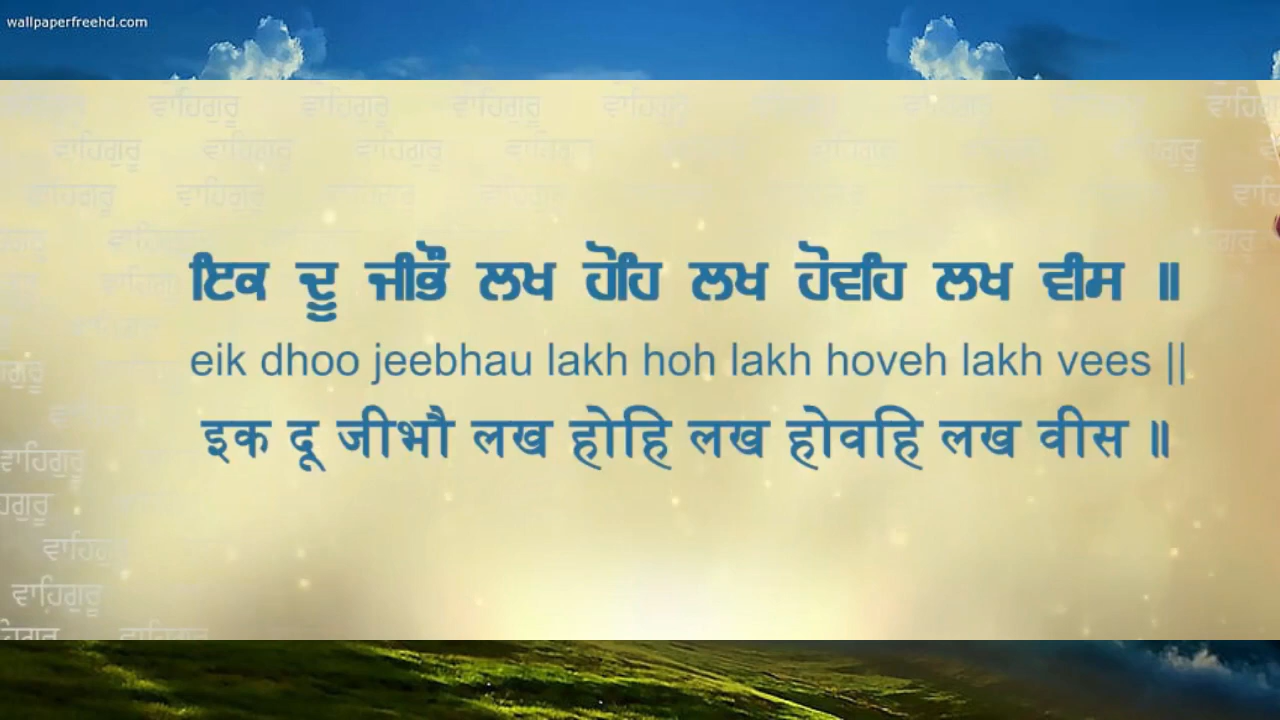 wallpaperfreehd.com
ਵਾਹਿਗੁਰੂ ਵਾਹਿਗੁਰੂ ਵਾਹਿਗੁਰੂ ਵਾਹਿਗੁਰੂ ਵਾਹਿਗੁਰੂ
ਵਾਹਿਗੁਰੂ ਵਾਹਿਗੁਰੂ ਵਾਹਿਗੁਰੂ
ਵਾਹਿਗੁਰੂ ਵਾਹਿਗੁਰੂ
ਇਕ ਦੂ ਜੀਭੌ ਲਖ ਹੋਹਿ ਲਖ ਹੋਵਹਿ ਲਖ ਵੀਸ ॥
eik dhoo jeebhau lakh hoh lakh hoveh lakh vees ||
इक दू जीभौ लख होहि लख होवहि लख वीस ॥
ਵਾਹਿਗੁਰੂ
ਵਾਹਿਗੁਰੂ
ਵਾਹਿਗੁਰੂ